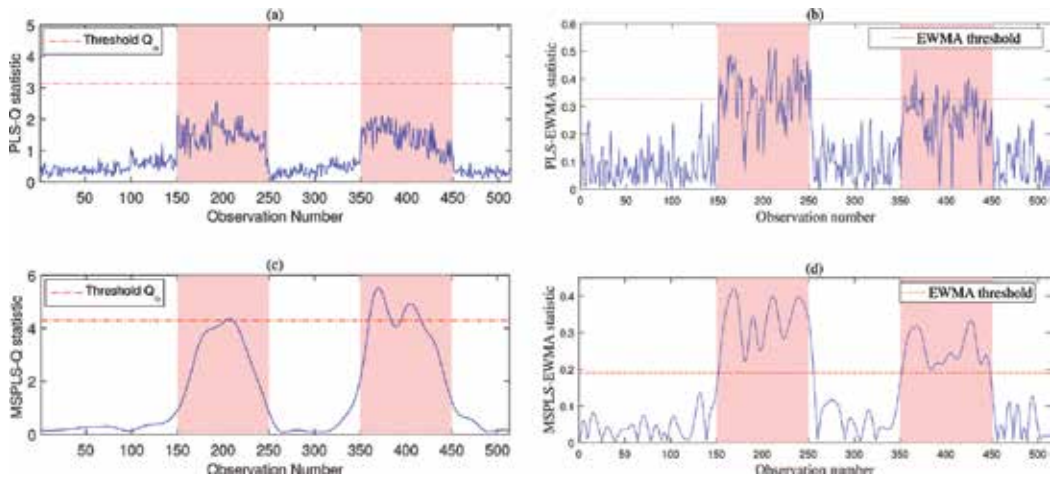 (a)
5
4
3
2
1
0
PLS-Q statistic
Threshold Q
50 100 150 200 250 300 350 400 450 500
Observation Number
(b)
0.6
0.5
0.4
0.3
0.2
0.1
0
PLS-EWMA statistic
EWMA threshold
0 50 100 150 200 250 300 350 400 450 500
Observation number
(c)
6
4
2
0
MSPLS-Q statistic
Threshold Q
50 100 150 200 250 300 350 400 450 500
Observation Number
(d)
0.4
0.3
0.2
0.1
0
MSPLS-EWMA statistic
EWMA threshold
0 50 100 150 200 250 300 350 400 450 500
Observation number